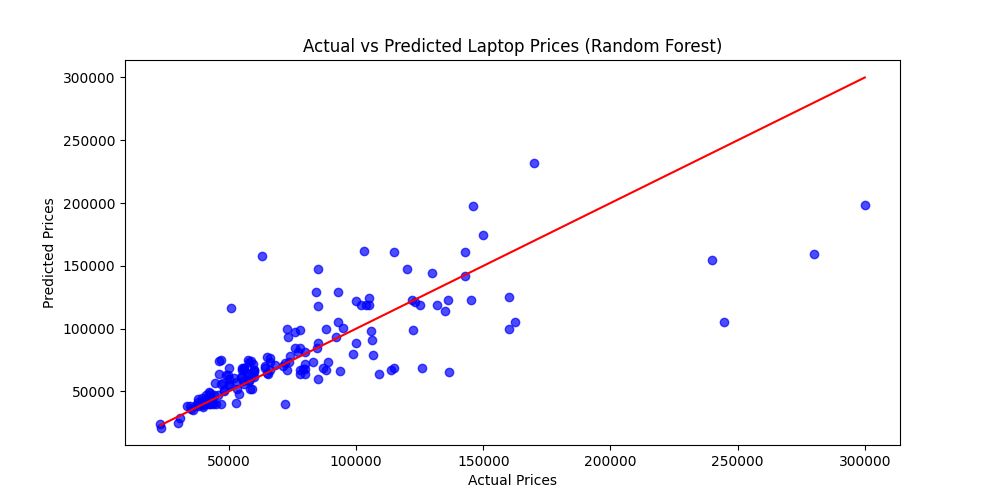 Actual vs Predicted Laptop Prices (Random Forest)
300000
250000
200000
150000
100000
50000
Predicted Prices
50000 100000 150000 200000 250000 300000
Actual Prices